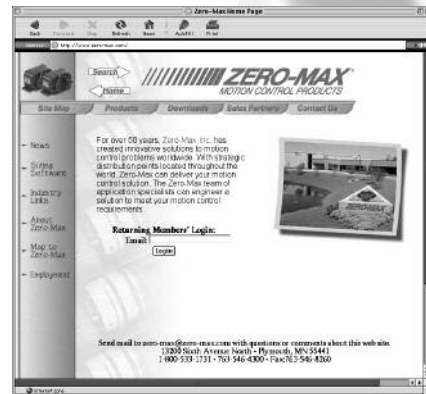 Zero-Max Home Page
Back Forward Stop Refresh Home AutoFill Print
http://www.zero-max.com/
Search
Home
ZERO-MAX
MOTION CONTROL PRODUCTS
Site Map Products Downloads Sales Partners Contact Us
News
Sigma
Software
Industry
Links
About
Zero-Max
Map to
Zero-Max
Employment
For over 50 years, Zero-Max, Inc. has
created innovative solutions to motion
control problems worldwide. With strategic
distribution points located throughout the
world, Zero-Max can deliver your motion
control solution. The Zero-Max team of
application specialists can engineer a
solution to meet your motion control
requirements.
Returning Members' Login:
Email:
Login
ZERO-MAX
Send mail to zero-max@zero-max.com with questions or comments about this web site.
13200 Sixth Avenue North - Plymouth, MN 55441
1-800-533-1731 - 763-546-4300 - Fax 763-546-8260
Internet zone